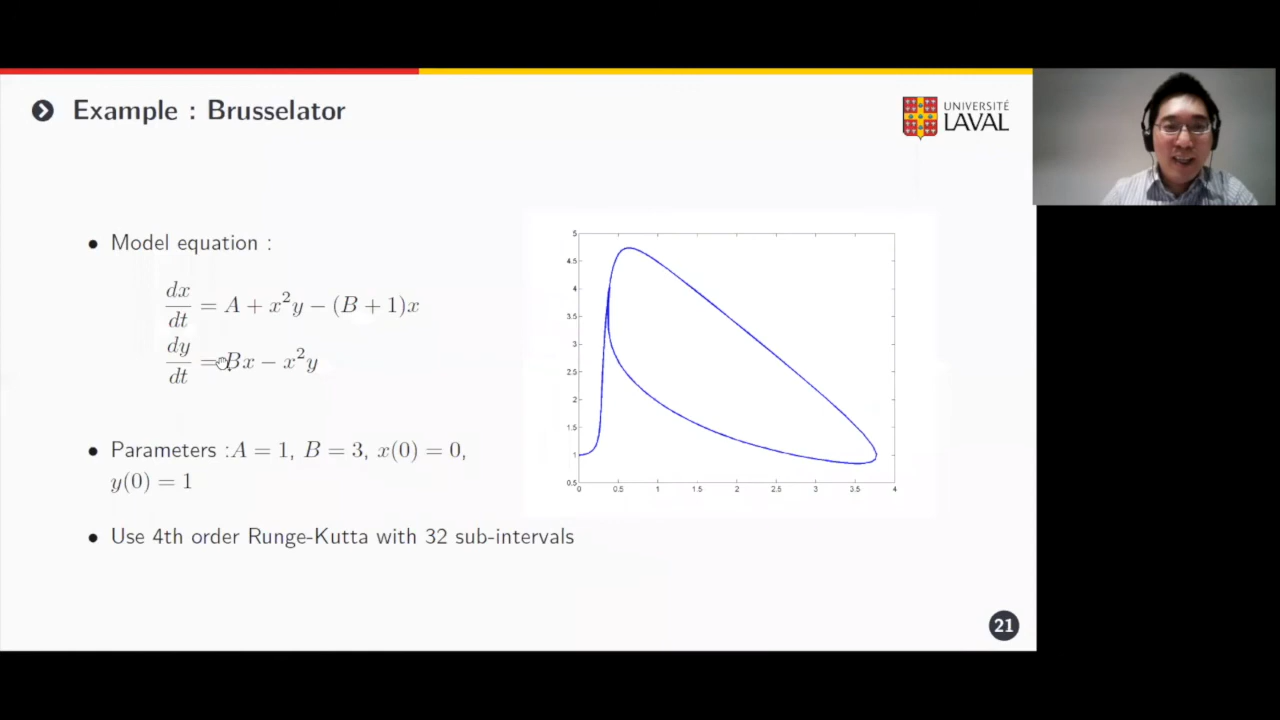 Example : Brusselator
UNIVERSITÉ
LAVAL
• Model equation :
dx/dt = A + x²y − (B + 1)x
dy/dt = Bx − x²y
• Parameters :A = 1, B = 3, x(0) = 0,
y(0) = 1
• Use 4th order Runge-Kutta with 32 sub-intervals
5
4.5
4
3.5
3
2.5
2
1.5
1
0.5
0 0.5 1 1.5 2 2.5 3 3.5 4
21